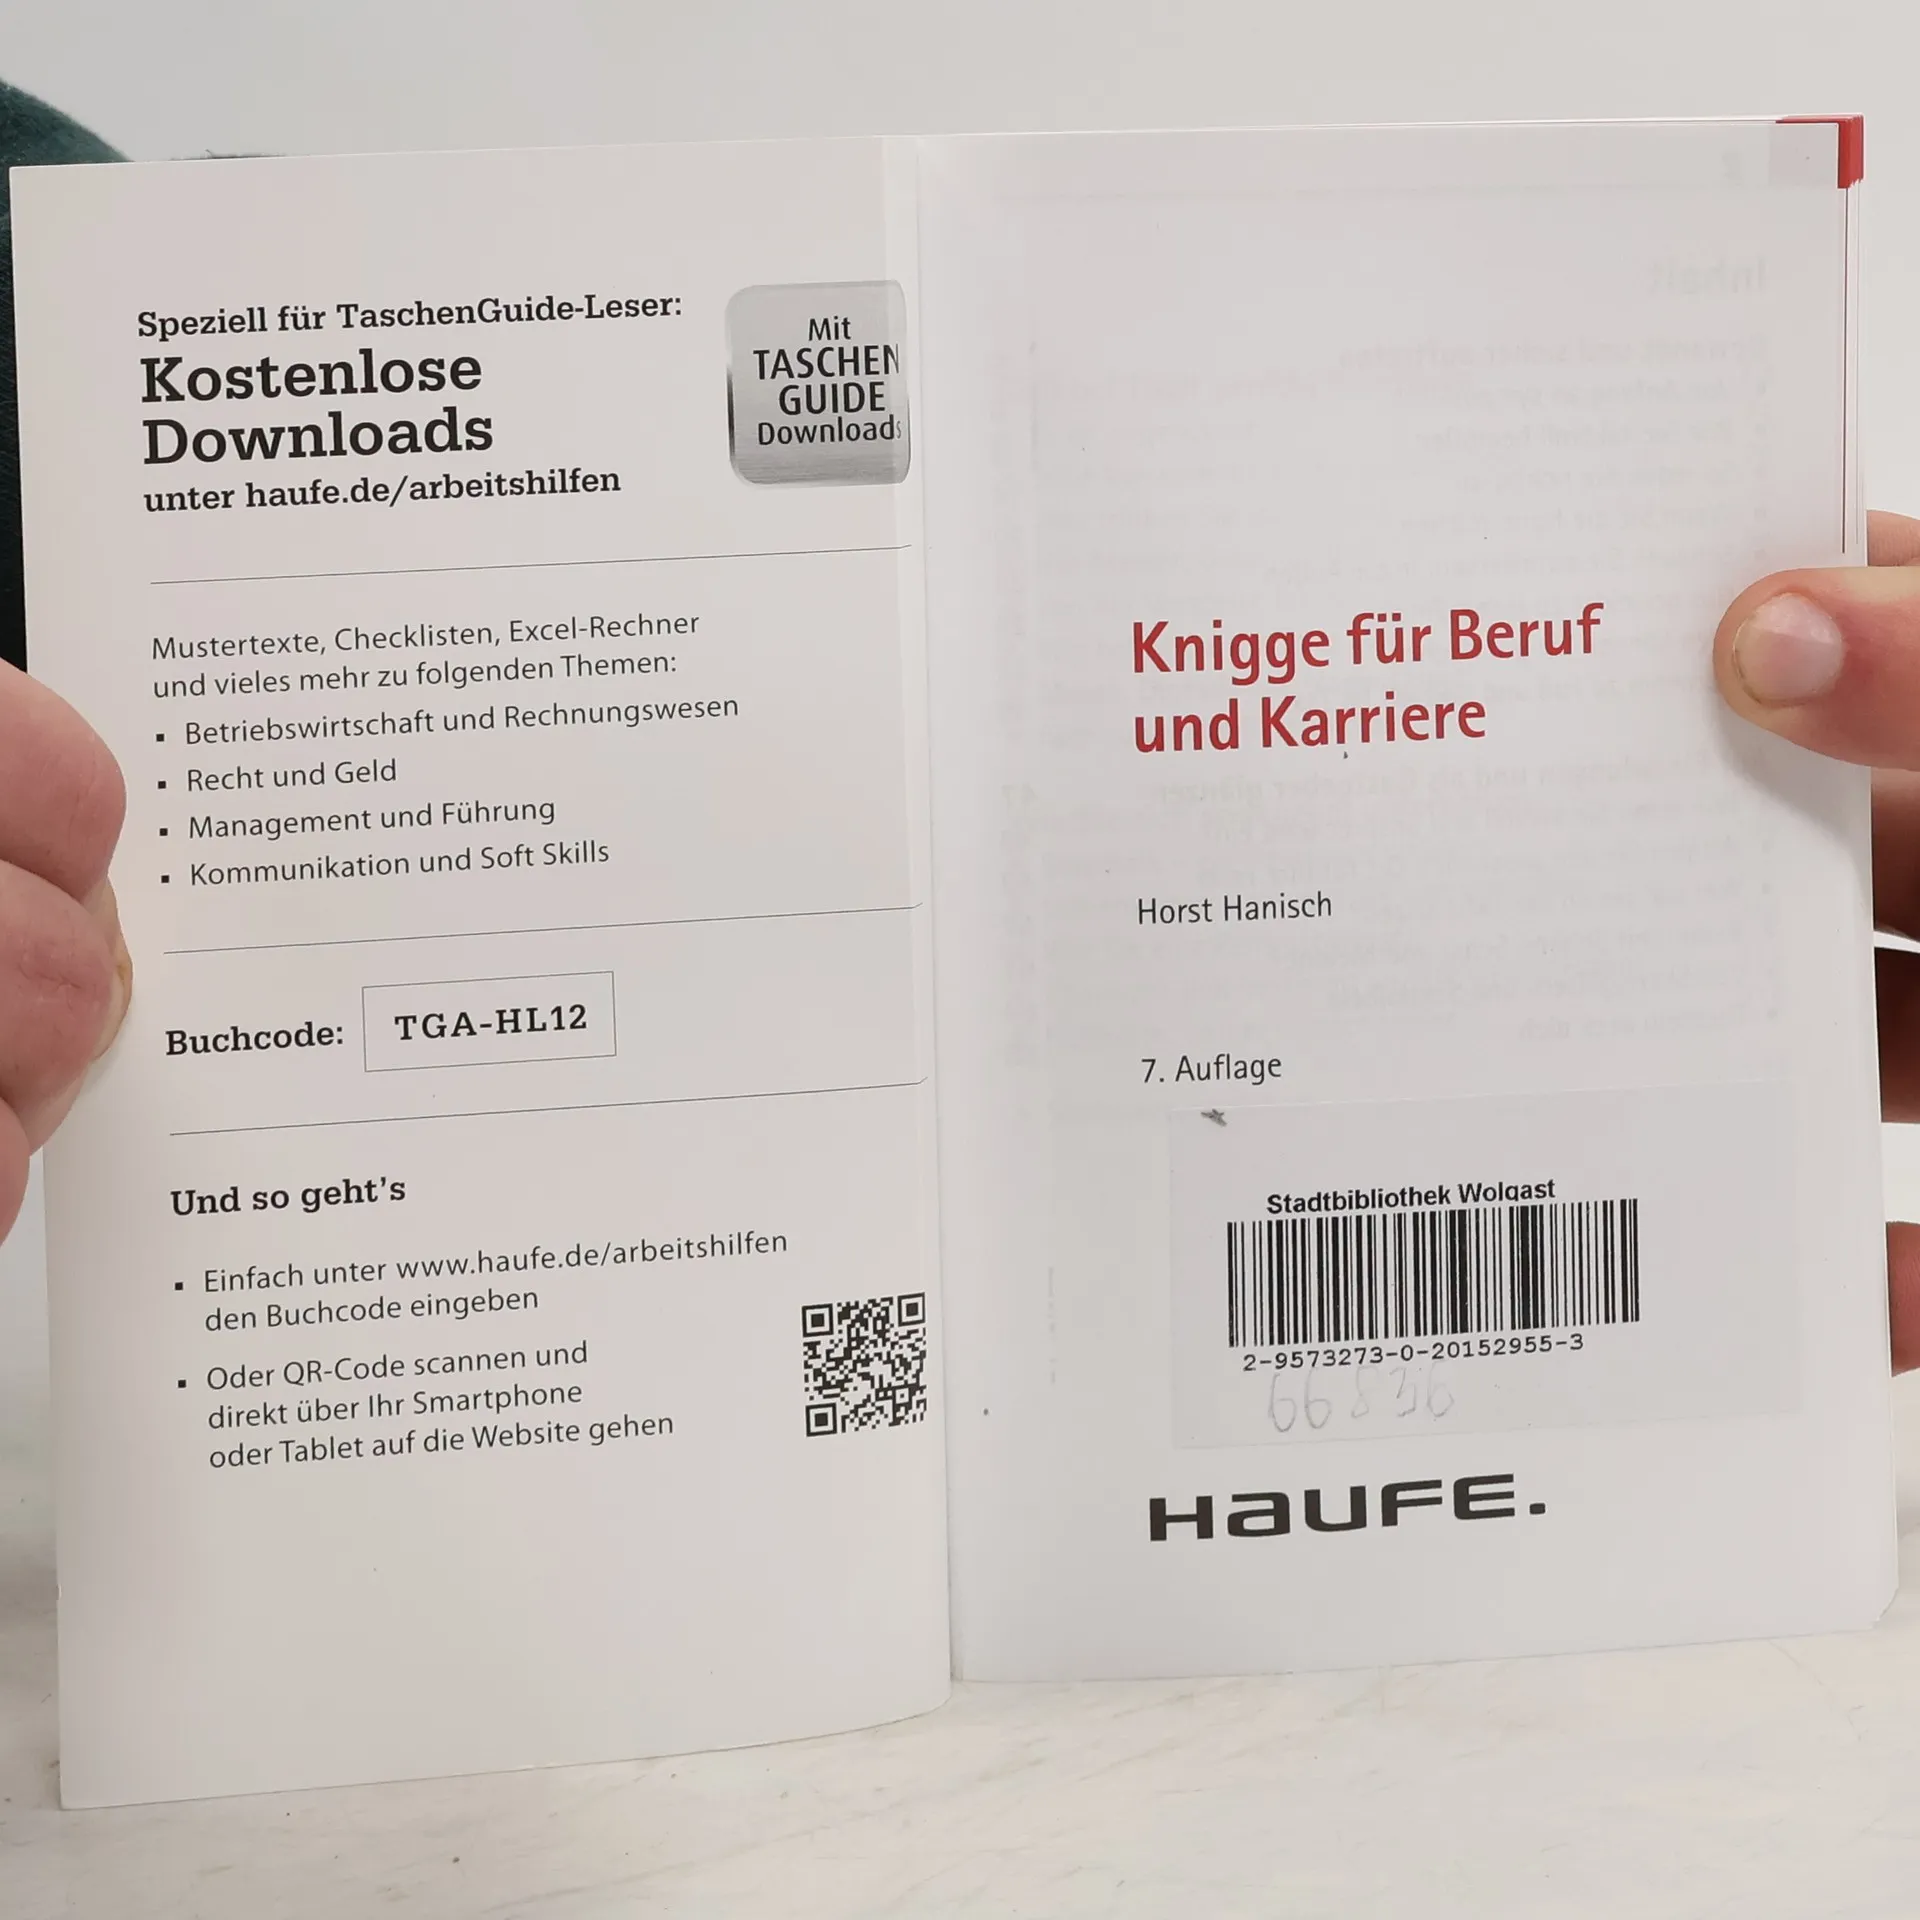 Speziell für TaschenGuide-Leser:
Kostenlose
Downloads
unter haufe.de/arbeitshilfen
Mit
TASCHEN
GUIDE
Downloads
Mustertexte, Checklisten, Excel-Rechner
und vieles mehr zu folgenden Themen:
▪ Betriebswirtschaft und Rechnungswesen
▪ Recht und Geld
▪ Management und Führung
▪ Kommunikation und Soft Skills
Buchcode: TGA-HL12
Und so geht's
▪ Einfach unter www.haufe.de/arbeitshilfen
den Buchcode eingeben
▪ Oder QR-Code scannen und
direkt über Ihr Smartphone
oder Tablet auf die Website gehen
Knigge für Beruf
und Karriere
Horst Hanisch
7. Auflage
Stadtbibliothek Wolgast
2-9573273-0-20152955-3
66836
HAUFE.